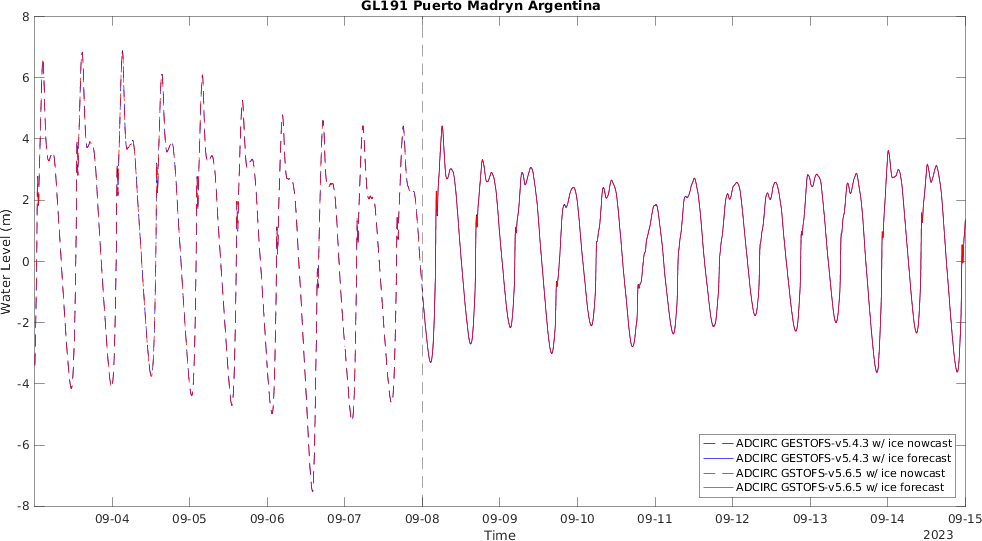 GL191 Puerto Madryn Argentina
8
6
4
2
0
-2
-4
-6
-8
Water Level (m)
ADCIRC GESTOFS-v5.4.3 w/ ice nowcast
ADCIRC GESTOFS-v5.4.3 w/ ice forecast
ADCIRC GSTOFS-v5.6.5 w/ ice nowcast
ADCIRC GSTOFS-v5.6.5 w/ ice forecast
09-04 09-05 09-06 09-07 09-08 09-09 09-10 09-11 09-12 09-13 09-14 09-15
Time
2023